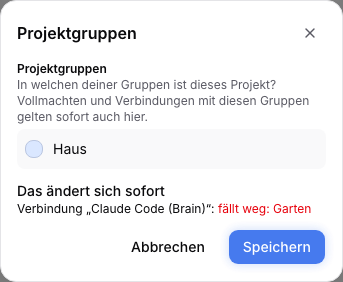 Projektgruppen
Projektgruppen
In welchen deiner Gruppen ist dieses Projekt?
Vollmachten und Verbindungen mit diesen Gruppen
gelten sofort auch hier.
Haus
Das ändert sich sofort
Verbindung „Claude Code (Brain)“: fällt weg: Garten
Abbrechen
Speichern